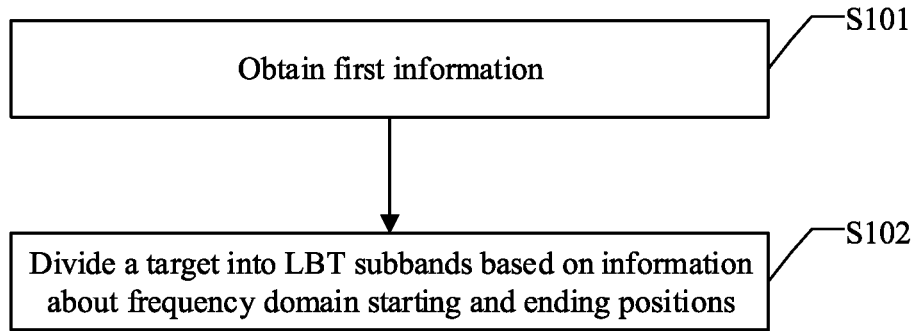 S101
Obtain first information
S102
Divide a target into LBT subbands based on information
about frequency domain starting and ending positions